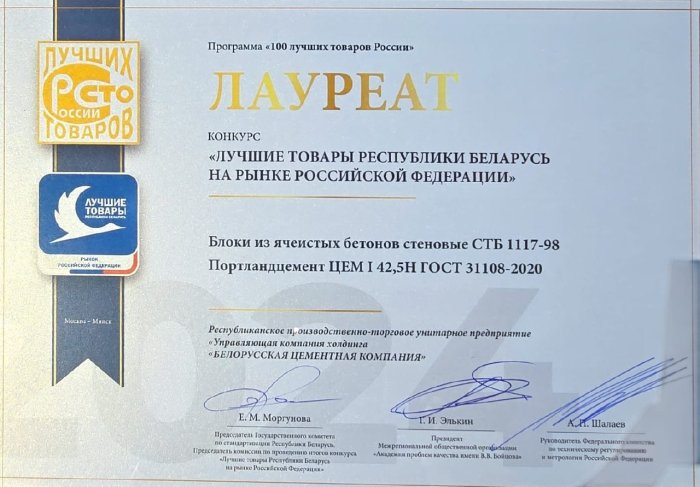 Программа «100 лучших товаров России»
ЛУЧШИХ
СТО
РОССИИ
ТОВАРОВ
ЛАУРЕАТ
КОНКУРС
«ЛУЧШИЕ ТОВАРЫ РЕСПУБЛИКИ БЕЛАРУСЬ
НА РЫНКЕ РОССИЙСКОЙ ФЕДЕРАЦИИ»
ЛУЧШИЕ
ТОВАРЫ
РЕСПУБЛИКИ БЕЛАРУСЬ
РЫНОК
РОССИЙСКОЙ ФЕДЕРАЦИИ
Блоки из ячеистых бетонов стеновые СТБ 1117-98
Портландцемент ЦЕМ I 42,5Н ГОСТ 31108-2020
Москва – Минск
2024
Республиканское производственно-торговое унитарное предприятие
«Управляющая компания холдинга
«БЕЛОРУССКАЯ ЦЕМЕНТНАЯ КОМПАНИЯ»
Е. М. Моргунова
Председатель Государственного комитета
по стандартизации Республики Беларусь,
Председатель комиссии по проведению итогов конкурса
«Лучшие товары Республики Беларусь
на рынке Российской Федерации»
Г. И. Элькин
Президент
Межрегиональной общественной организации
«Академия проблем качества имени В.В. Бойцова»
А. П. Шалаев
Руководитель Федерального агентства
по техническому регулированию
и метрологии Российской Федерации